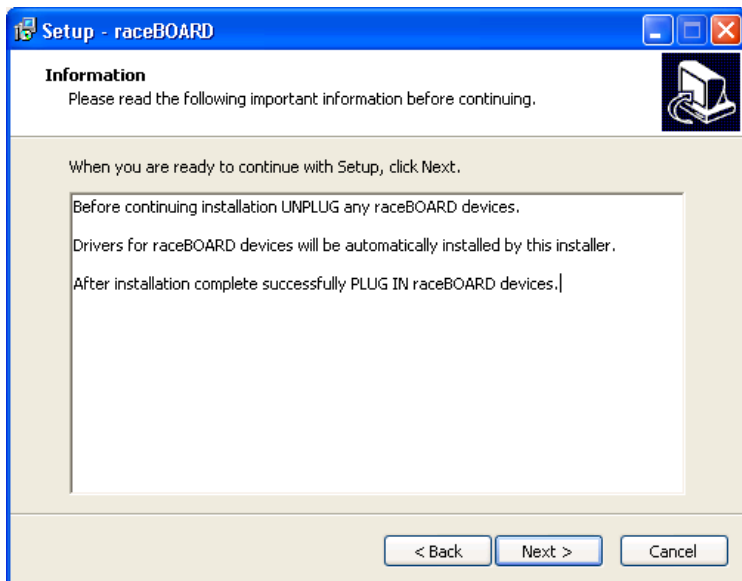 Setup - raceBOARD
Information
Please read the following important information before continuing.
When you are ready to continue with Setup, click Next.
Before continuing installation UNPLUG any raceBOARD devices.
Drivers for raceBOARD devices will be automatically installed by this installer.
After installation complete successfully PLUG IN raceBOARD devices.
< Back Next > Cancel